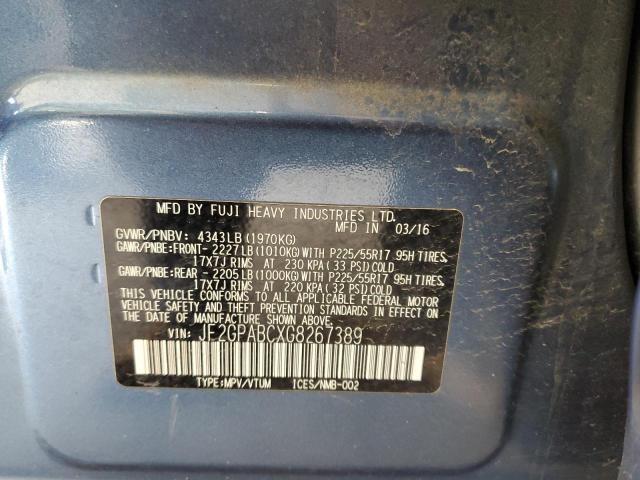 MFD BY FUJI HEAVY INDUSTRIES LTD.
MFD IN 03/16
GVWR/PNBV: 4343LB(1970KG)
GAWR/PNBE:FRONT-2227LB(1010KG)WITH P225/55R17 95H TIRES,
17X7J RIMS AT 230 KPA(33 PSI)COLD
GAWR/PNBE:REAR - 2205LB(1000KG)WITH P225/55R17 95H TIRES,
17X7J RIMS AT 220 KPA(32 PSI)COLD
THIS VEHICLE CONFORMS TO ALL APPLICABLE FEDERAL MOTOR
VEHICLE SAFETY AND THEFT PREVENTION STANDARDS IN EFFECT ON
THE DATE OF MANUFACTURE SHOWN ABOVE.
VIN: JE2GPABCXG8267389
TYPE:MPV/VTUM ICES/NMB-002